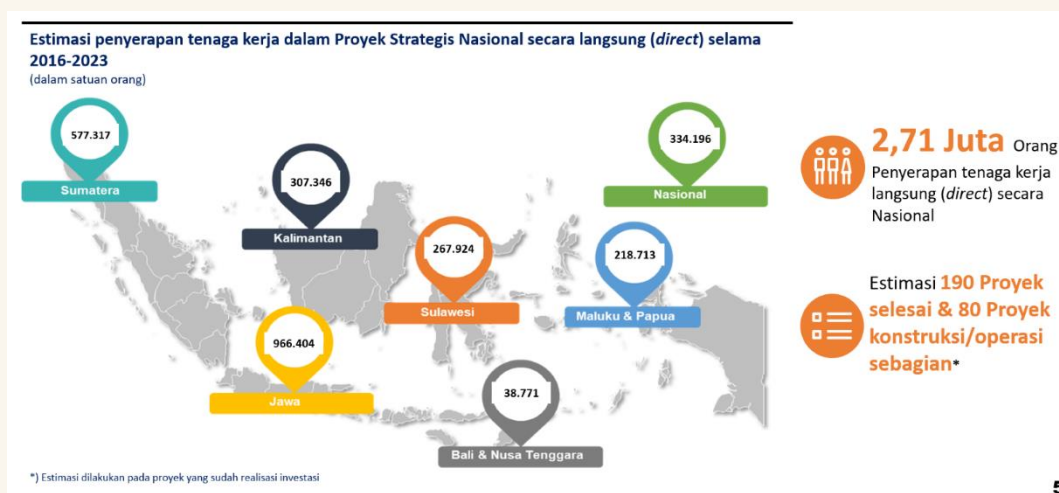 Estimasi penyerapan tenaga kerja dalam Proyek Strategis Nasional secara langsung (direct) selama
2016-2023
(dalam satuan orang)
577.317
Sumatera
307.346
Kalimantan
334.196
Nasional
267.924
Sulawesi
218.713
Maluku & Papua
966.404
Jawa
38.771
Bali & Nusa Tenggara
2,71 Juta Orang
Penyerapan tenaga kerja
langsung (direct) secara
Nasional
Estimasi 190 Proyek
selesai & 80 Proyek
konstruksi/operasi
sebagian*
*) Estimasi dilakukan pada proyek yang sudah realisasi investasi
5